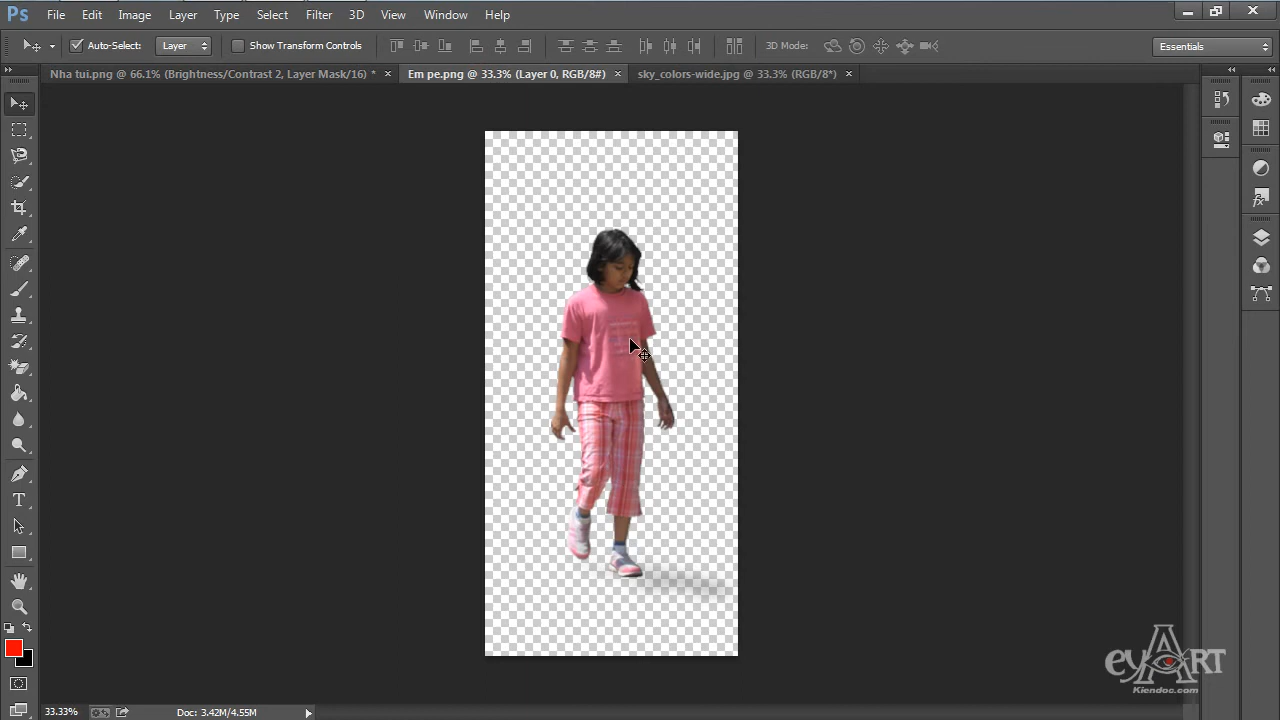 Ps File Edit Image Layer Type Select Filter 3D View Window Help
Auto-Select: Layer Show Transform Controls 3D Mode: Essentials
Nha tui.png @ 66.1% (Brightness/Contrast 2, Layer Mask/16) * × Em pe.png @ 33.3% (Layer 0, RGB/8#) × sky_colors-wide.jpg @ 33.3% (RGB/8*) ×
eyART
Kiendoc.com
33.33% Doc: 3.42M/4.55M